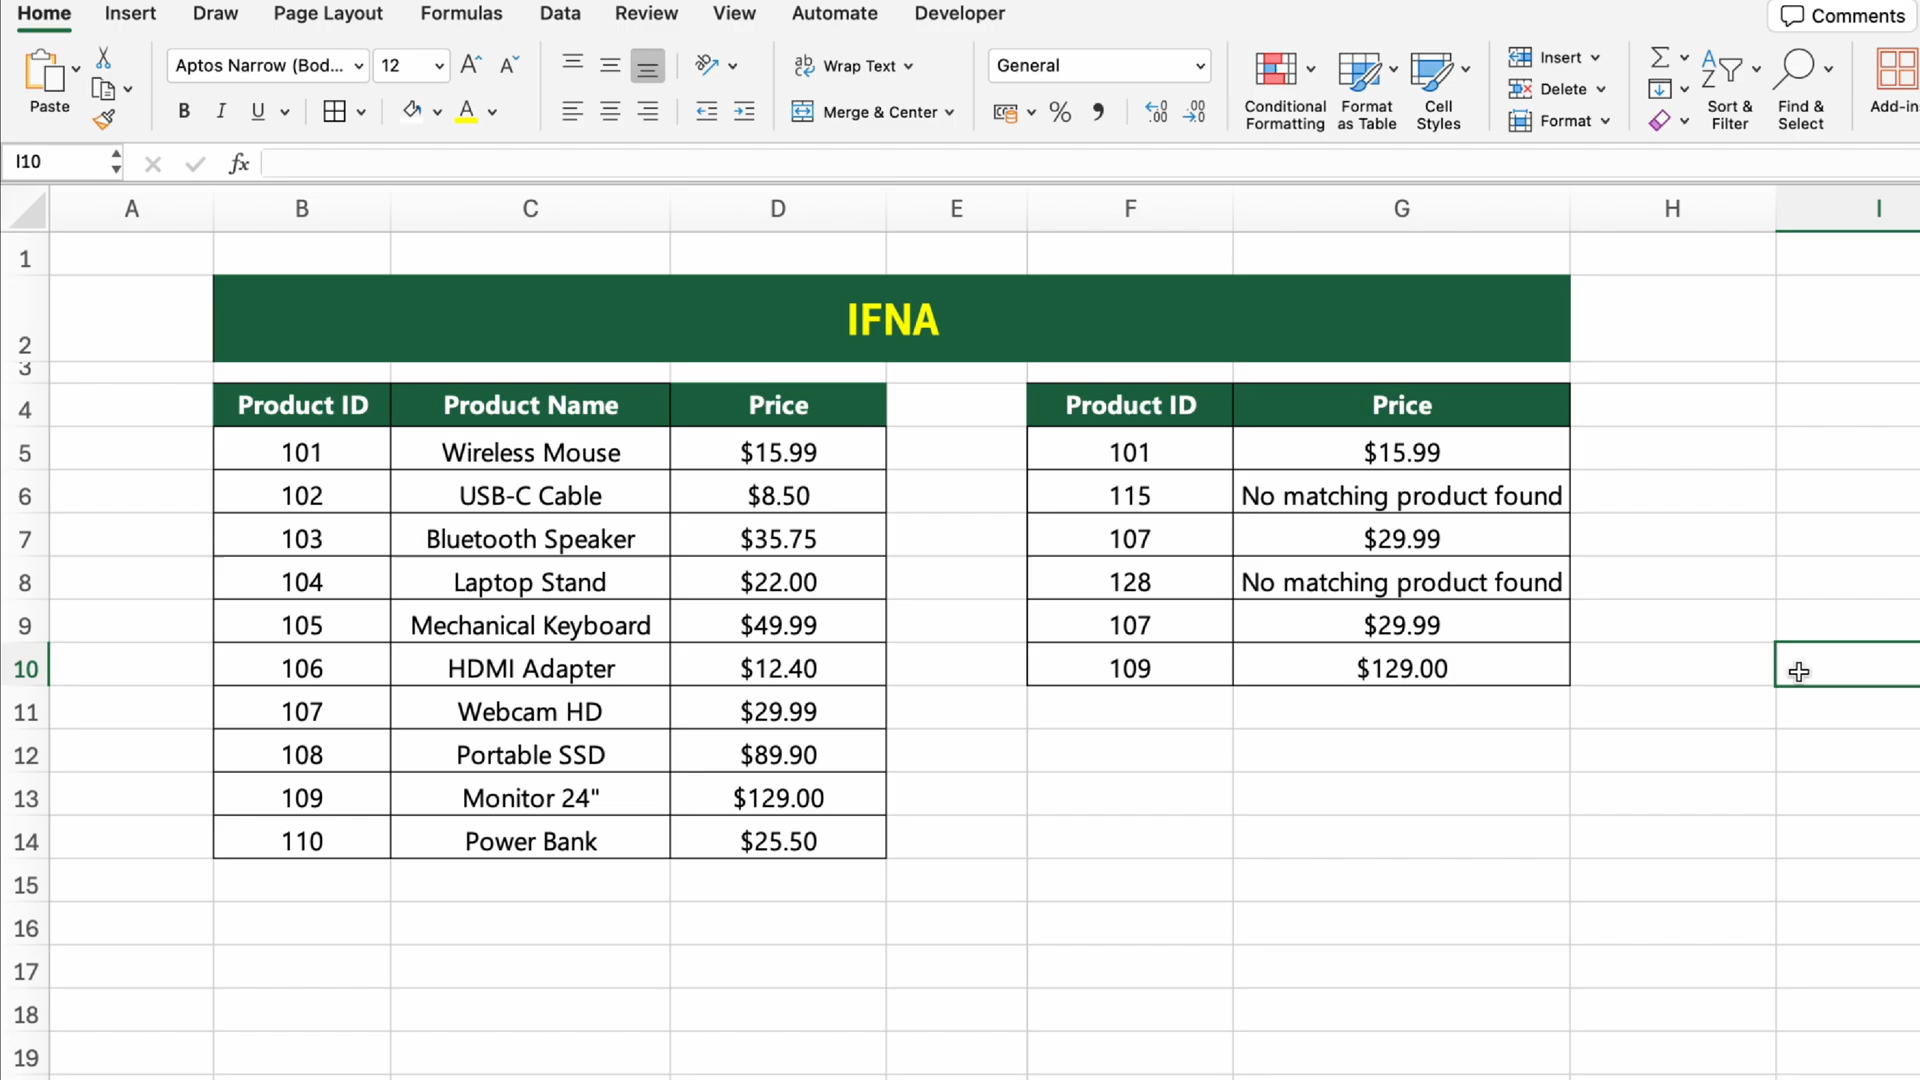 Home Insert Draw Page Layout Formulas Data Review View Automate Developer Comments
Paste
Aptos Narrow (Bod... 12 A^ A˅
B I U A
ab c Wrap Text
Merge & Center
General
% , .00 .00
Conditional Formatting
Format as Table
Cell Styles
Insert
Delete
Format
Sort & Filter
Find & Select
Add-in
I10 fx
A B C D E F G H I
1
2 IFNA
3
4 Product ID Product Name Price Product ID Price
5 101 Wireless Mouse $15.99 101 $15.99
6 102 USB-C Cable $8.50 115 No matching product found
7 103 Bluetooth Speaker $35.75 107 $29.99
8 104 Laptop Stand $22.00 128 No matching product found
9 105 Mechanical Keyboard $49.99 107 $29.99
10 106 HDMI Adapter $12.40 109 $129.00
11 107 Webcam HD $29.99
12 108 Portable SSD $89.90
13 109 Monitor 24" $129.00
14 110 Power Bank $25.50
15
16
17
18
19